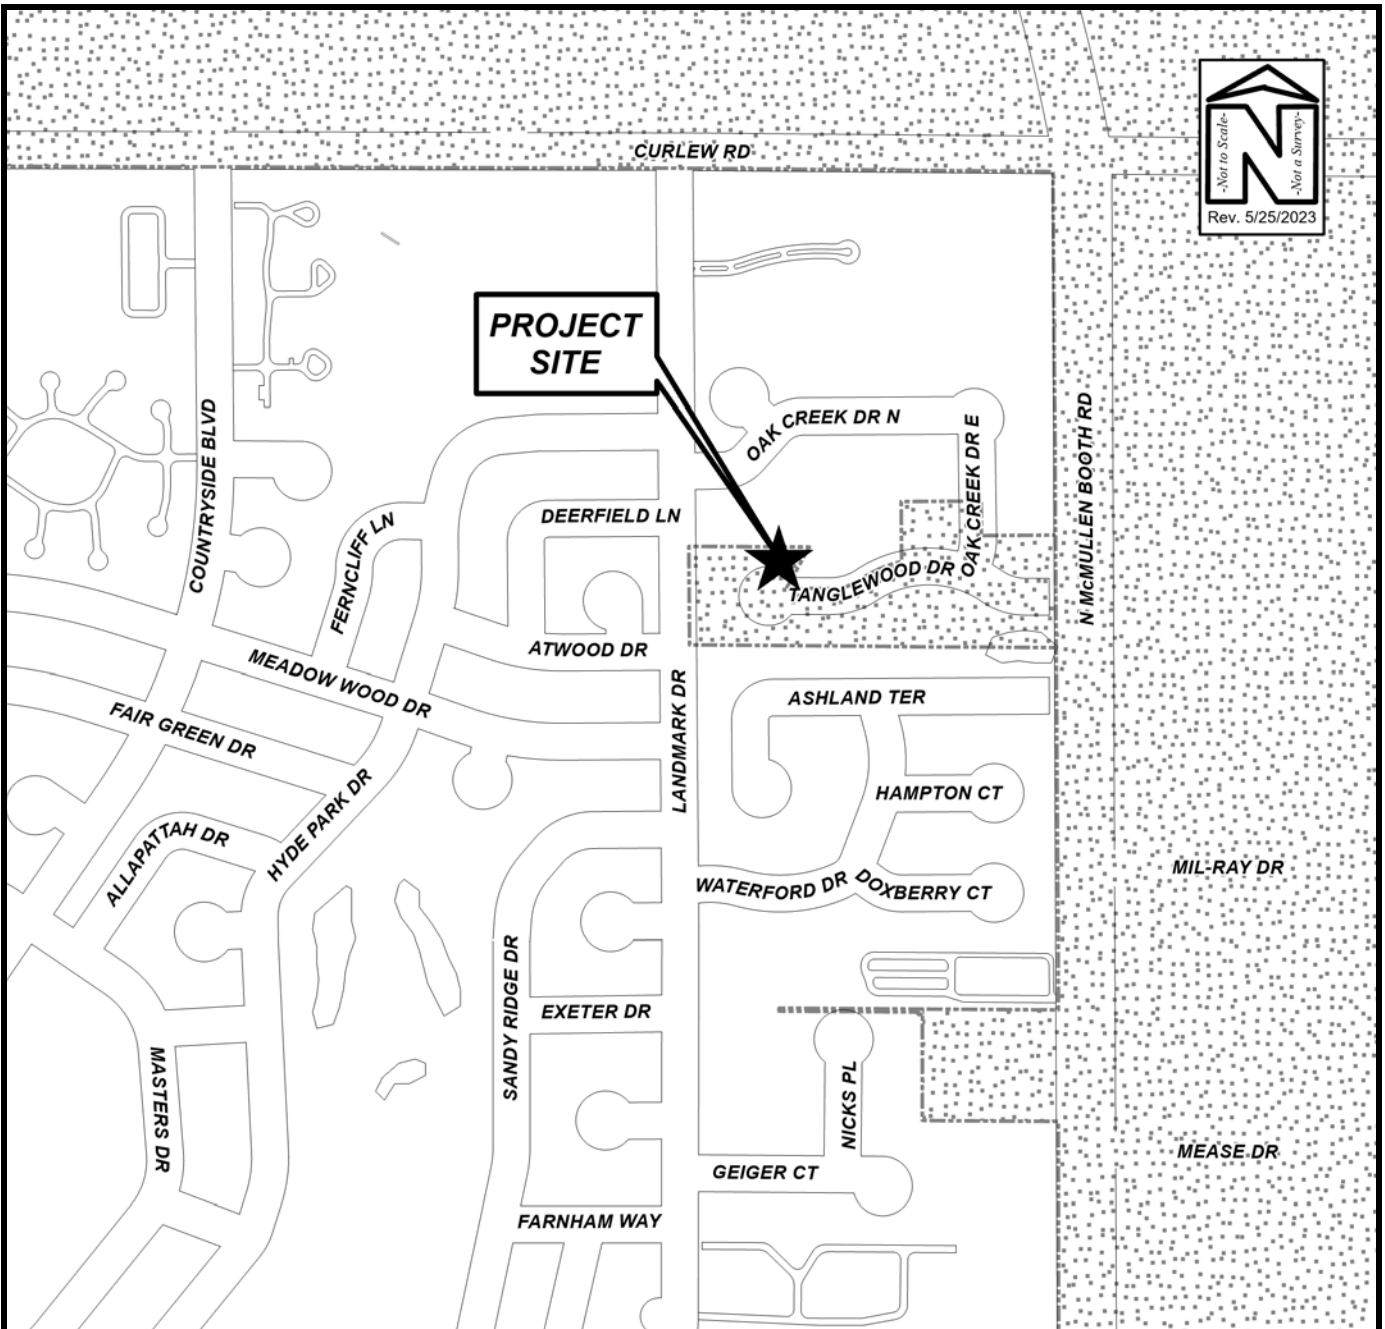 CURLEW RD
-Not to Scale-
N
-Not a Survey-
Rev. 5/25/2023
PROJECT
SITE
COUNTRYSIDE BLVD
OAK CREEK DR N
OAK CREEK DR E
N McMULLEN BOOTH RD
FERNCLIFF LN
DEERFIELD LN
TANGLEWOOD DR
ATWOOD DR
MEADOW WOOD DR
LANDMARK DR
ASHLAND TER
FAIR GREEN DR
HYDE PARK DR
HAMPTON CT
ALLAPATTAH DR
WATERFORD DR
DOXBERRY CT
MIL-RAY DR
SANDY RIDGE DR
EXETER DR
MASTERS DR
NICKS PL
MEASE DR
GEIGER CT
FARNHAM WAY